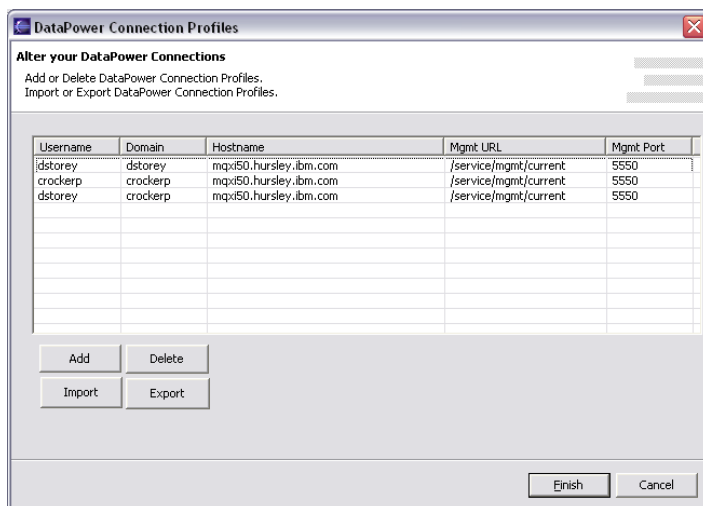 DataPower Connection Profiles
Alter your DataPower Connections
Add or Delete DataPower Connection Profiles.
Import or Export DataPower Connection Profiles.
Username Domain Hostname Mgmt URL Mgmt Port
dstorey dstorey mqxi50.hursley.ibm.com /service/mgmt/current 5550
crockerp crockerp mqxi50.hursley.ibm.com /service/mgmt/current 5550
dstorey crockerp mqxi50.hursley.ibm.com /service/mgmt/current 5550
Add Delete
Import Export
Finish Cancel